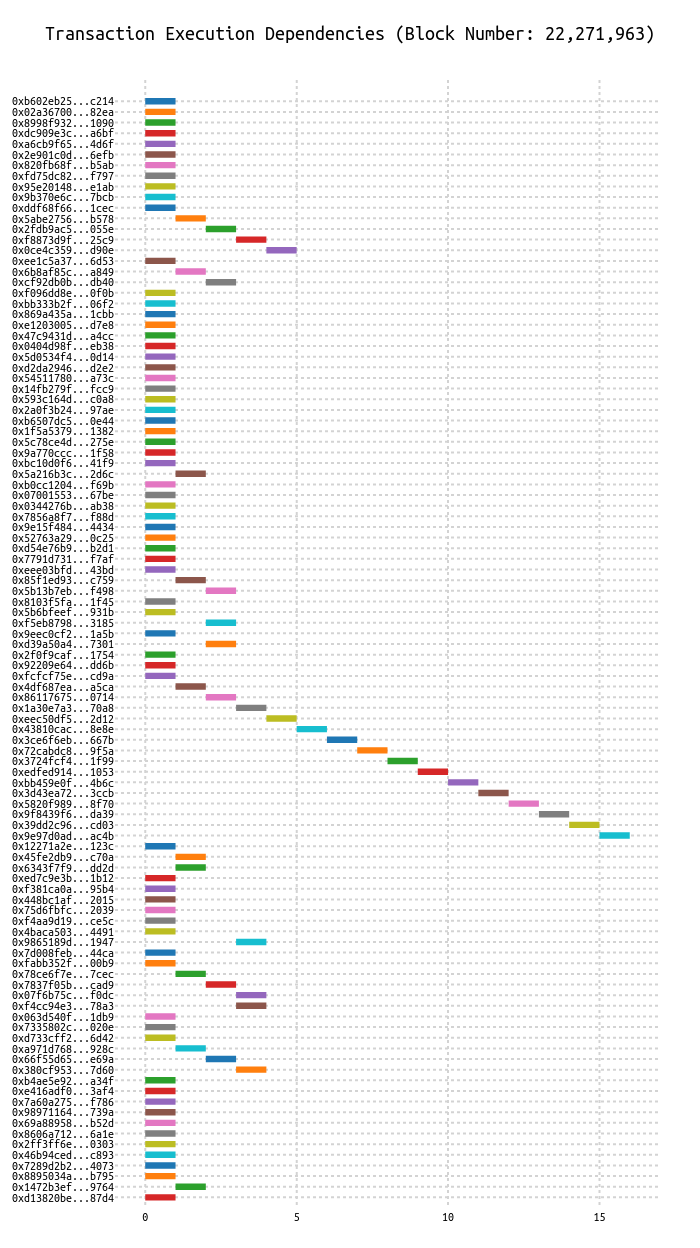 Transaction Execution Dependencies (Block Number: 22,271,963)
0xb602eb25...c214
0x02a36700...82ea
0x8998f932...1090
0xdc909e3c...a6bf
0xa6cb9f65...4d6f
0x2e901c0d...6efb
0x820fb68f...b5ab
0xfd75dc82...f797
0x95e20148...e1ab
0x9b370e6c...7bcb
0xddf68f66...1cec
0x5abe2756...b578
0x2fdb9ac5...055e
0xf8873d9f...25c9
0x0ce4c359...d90e
0xee1c5a37...6d53
0x6b8af85c...a849
0xcf92db0b...db40
0xf096dd8e...0f0b
0xbb333b2f...06f2
0x869a435a...1cbb
0xe1203005...d7e8
0x47c9431d...a4cc
0x0404d98f...eb38
0x5d0534f4...0d14
0xd2da2946...d2e2
0x54511780...a73c
0x14fb279f...fcc9
0x593c164d...c0a8
0x2a0f3b24...97ae
0xb6507dc5...0e44
0x1f5a5379...1382
0x5c78ce4d...275e
0x9a770ccc...1f58
0xbc10d0f6...41f9
0x5a216b3c...2d6c
0xb0cc1204...f69b
0x07001553...67be
0x0344276b...ab38
0x7856a8f7...f88d
0x9e15f484...4434
0x52763a29...0c25
0xd54e76b9...b2d1
0x7791d731...f7af
0xeee03bfd...43bd
0x85f1ed93...c759
0x5b13b7eb...f498
0x8103f5fa...1f45
0x5b6bfeef...931b
0xf5eb8798...3185
0x9eec0cf2...1a5b
0xd39a50a4...7301
0x2f0f9caf...1754
0x92209e64...dd6b
0xfcfcf75e...cd9a
0x4df687ea...a5ca
0x86117675...0714
0x1a30e7a3...70a8
0xeec50df5...2d12
0x43810cac...8e8e
0x3ce6f6eb...667b
0x72cabdc8...9f5a
0x3724fcf4...1f99
0xedfed914...1053
0xbb459e0f...4b6c
0x3d43ea72...3ccb
0x5820f989...8f70
0x9f8439f6...da39
0x39dd2c96...cd03
0x9e97d0ad...ac4b
0x12271a2e...123c
0x45fe2db9...c70a
0x6343f7f9...dd2d
0xed7c9e3b...1b12
0xf381ca0a...95b4
0x448bc1af...2015
0x75d6fbfc...2039
0xf4aa9d19...ce5c
0x4baca503...4491
0x9865189d...1947
0x7d008feb...44ca
0xfabb352f...00b9
0x78ce6f7e...7cec
0x7837f05b...cad9
0x07f6b75c...f0dc
0xf4cc94e3...78a3
0x063d540f...1db9
0x7335802c...020e
0xd733cff2...6d42
0xa971d768...928c
0x66f55d65...e69a
0x380cf953...7d60
0xb4ae5e92...a34f
0xe416adf0...3af4
0x7a60a275...f786
0x98971164...739a
0x69a88958...b52d
0x8606a712...6a1e
0x2ff3ff6e...0303
0x46b94ced...c893
0x7289d2b2...4073
0x8895034a...b795
0x1472b3ef...9764
0xd13820be...87d4
0 5 10 15